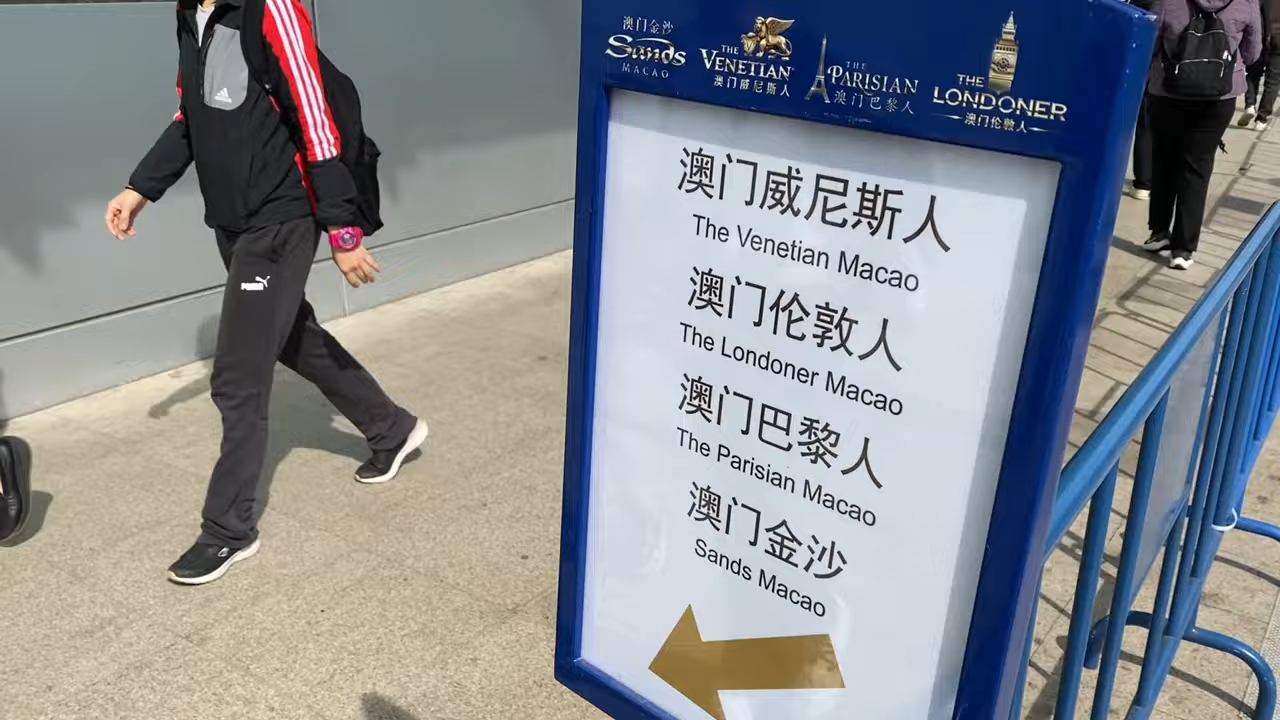 澳门金沙
Sands
MACAO
THE
VENETIAN
澳门威尼斯人
THE
PARISIAN
澳门巴黎人
THE
LONDONER
澳门伦敦人
澳门威尼斯人
The Venetian Macao
澳门伦敦人
The Londoner Macao
澳门巴黎人
The Parisian Macao
澳门金沙
Sands Macao
adidas
PUMA